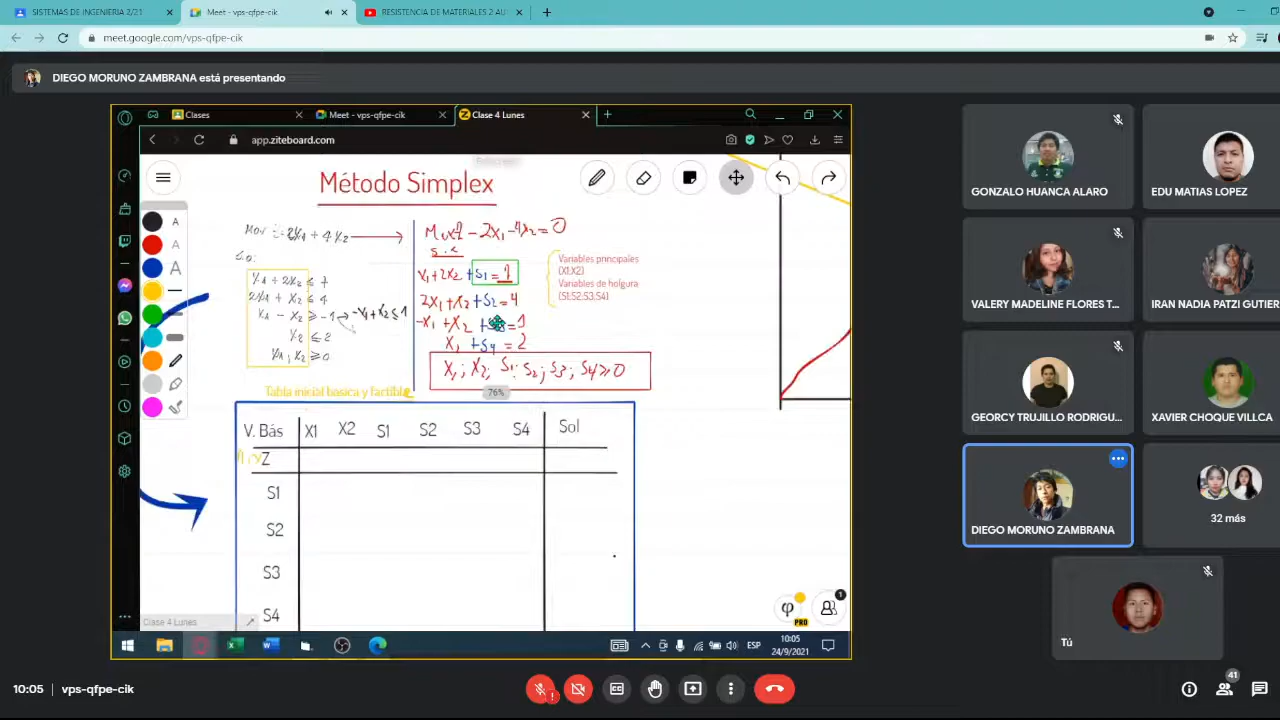 SISTEMAS DE INGENIERIA 2/21
Meet - vps-qfpe-cik
RESISTENCIA DE MATERIALES 2 AUT
meet.google.com/vps-qfpe-cik
DIEGO MORUNO ZAMBRANA está presentando
Clases
Meet - vps-qfpe-cik
Clase 4 Lunes
app.ziteboard.com
Método Simplex
Max z = 2X1 + 4X2
Max z - 2X1 - 4X2 = 0
S.a:
X1 + 2X2 ≤ 7
2X1 + X2 ≤ 4
X1 - X2 ≥ -1 → -X1 + X2 ≤ 1
X2 ≤ 2
X1; X2 ≥ 0
X1 + 2X2 + S1 = 7
2X1 + X2 + S2 = 4
-X1 + X2 + S3 = 1
X2 + S4 = 2
X1; X2; S1; S2; S3; S4 ≥ 0
Variables principales
(X1;X2)
Variables de holgura
(S1;S2;S3;S4)
Tabla inicial basica y factible
76%
V. Bás X1 X2 S1 S2 S3 S4 Sol
Z
S1
S2
S3
S4
Clase 4 Lunes
PRO
1
ESP
10:05
24/9/2021
GONZALO HUANCA ALARO
EDU MATIAS LOPEZ
VALERY MADELINE FLORES T...
IRAN NADIA PATZI GUTIER
GEORCY TRUJILLO RODRIGU...
XAVIER CHOQUE VILLCA
DIEGO MORUNO ZAMBRANA
32 más
Tú
10:05 | vps-qfpe-cik
41